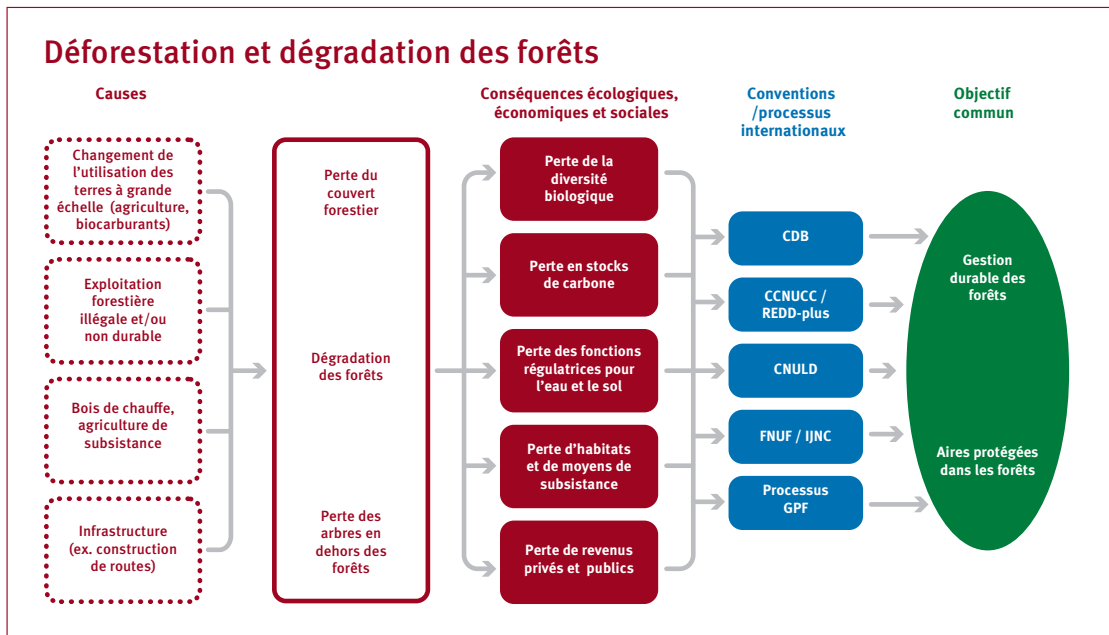 Déforestation et dégradation des forêts
Causes
Changement de
l'utilisation des
terres à grande
échelle (agriculture,
biocarburants)
Exploitation
forestière
illégale et/ou
non durable
Bois de chauffe,
agriculture de
subsistance
Infrastructure
(ex. construction
de routes)
Perte du
couvert
forestier
Dégradation
des forêts
Perte des
arbres en
dehors des
forêts
Conséquences écologiques,
économiques et sociales
Perte de la
diversité
biologique
Perte en stocks
de carbone
Perte des fonctions
régulatrices pour
l'eau et le sol
Perte d'habitats
et de moyens de
subsistance
Perte de revenus
privés et publics
Conventions
/processus
internationaux
CDB
CCNUCC /
REDD-plus
CNULD
FNUF / IJNC
Processus
GPF
Objectif
commun
Gestion
durable des
forêts
Aires protégées
dans les forêts